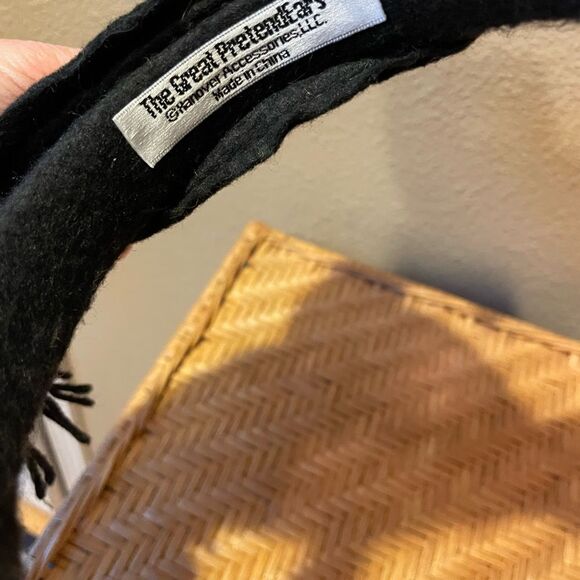 The Great PretendEars
©Hanover Accessories,LLC.
Made in China